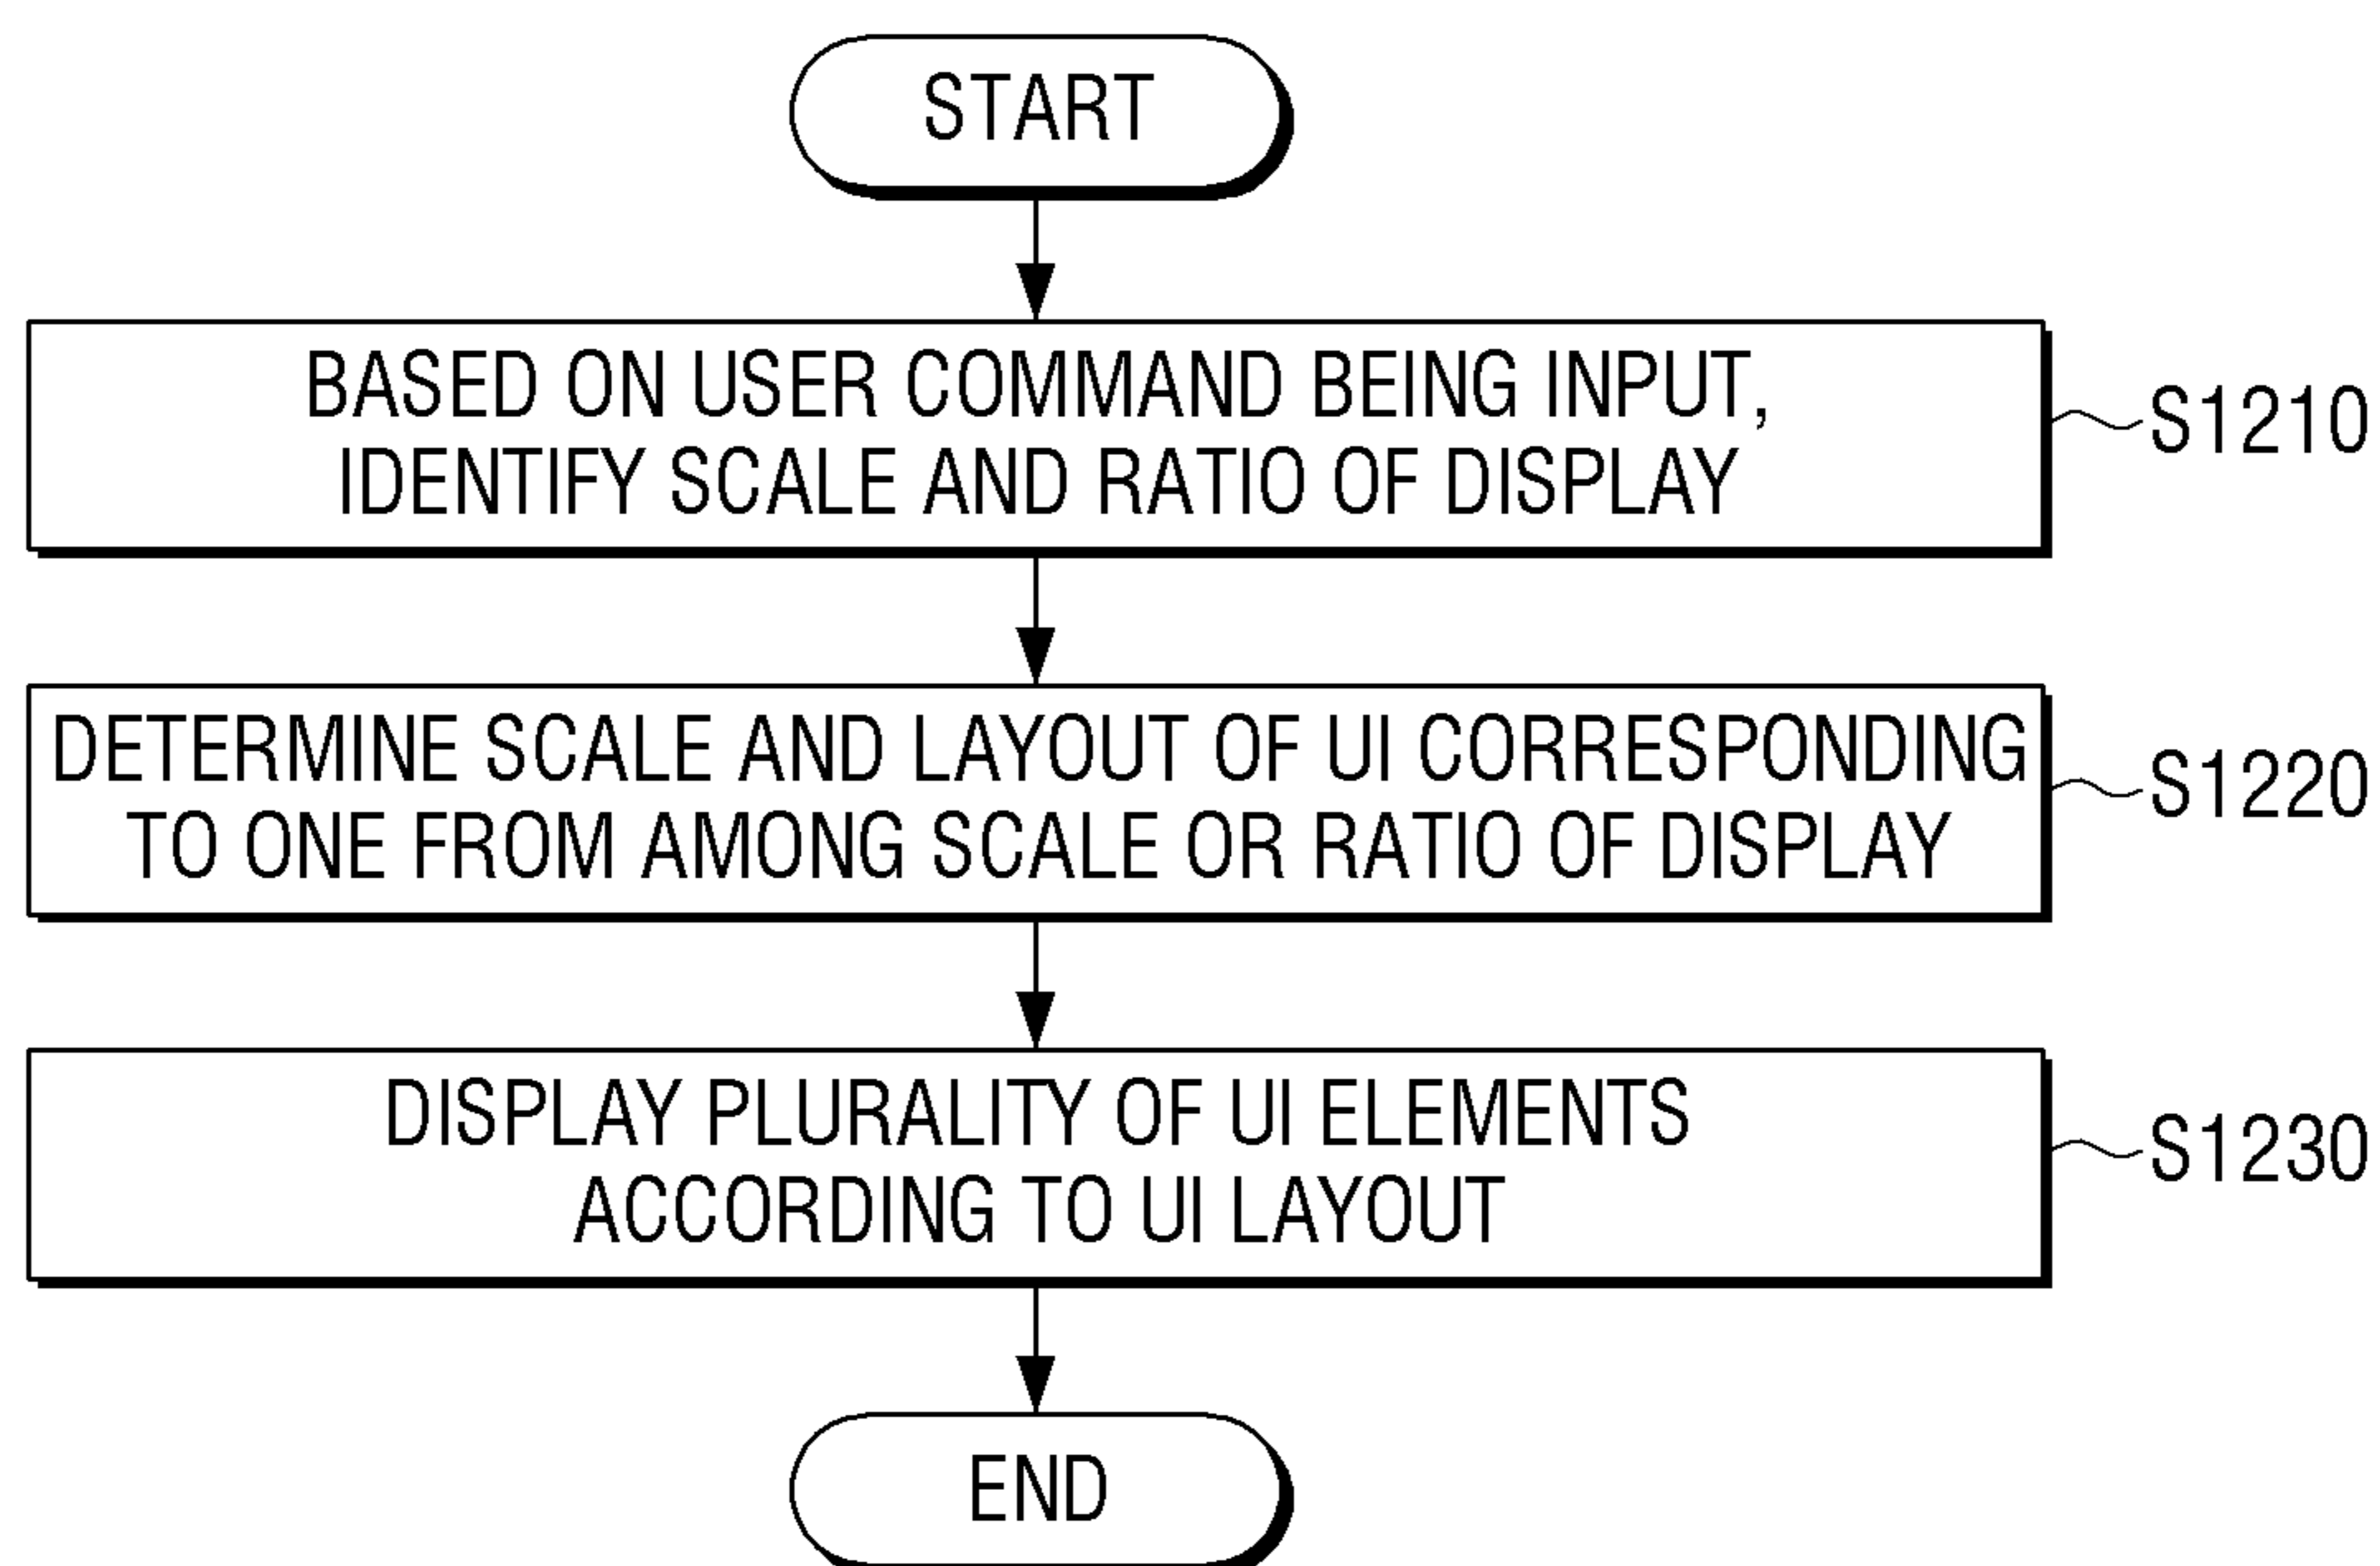 START
BASED ON USER COMMAND BEING INPUT,
IDENTIFY SCALE AND RATIO OF DISPLAY
S1210
DETERMINE SCALE AND LAYOUT OF UI CORRESPONDING
TO ONE FROM AMONG SCALE OR RATIO OF DISPLAY
S1220
DISPLAY PLURALITY OF UI ELEMENTS
ACCORDING TO UI LAYOUT
S1230
END